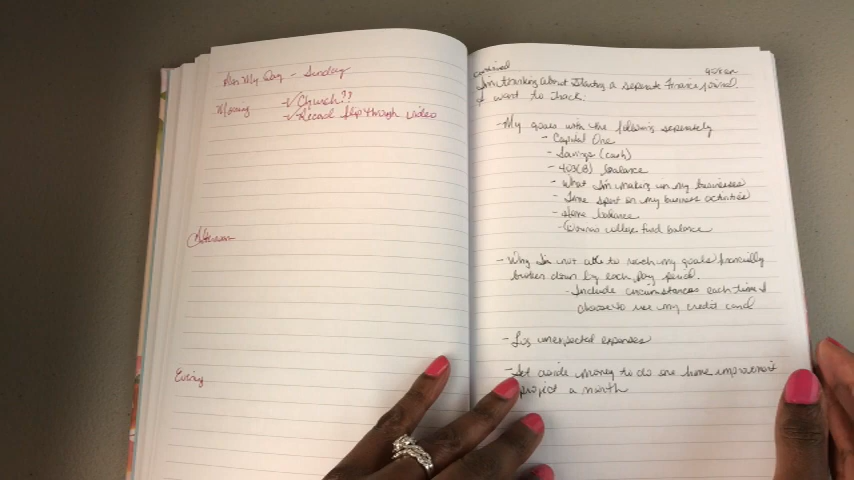 Plan My Day - Sunday
Morning - ✓ Church??
- ✓ Record flip through video
Afternoon
Evening
continued
I'm thinking about starting a separate finance journal.
I want to track:
- My goals with the following seperately
- Capital One
- Savings (cash)
- 403(B) balance
- What I'm making in my businesses
- Time spent on my business activities
- Home balance
- college fund balance
- Why I'm not able to reach my goals financially
broken down by each pay period.
- Include circumstances each time I
choose to use my credit card
- Log unexpected expenses
- Set aside money to do one home improvement
project a month